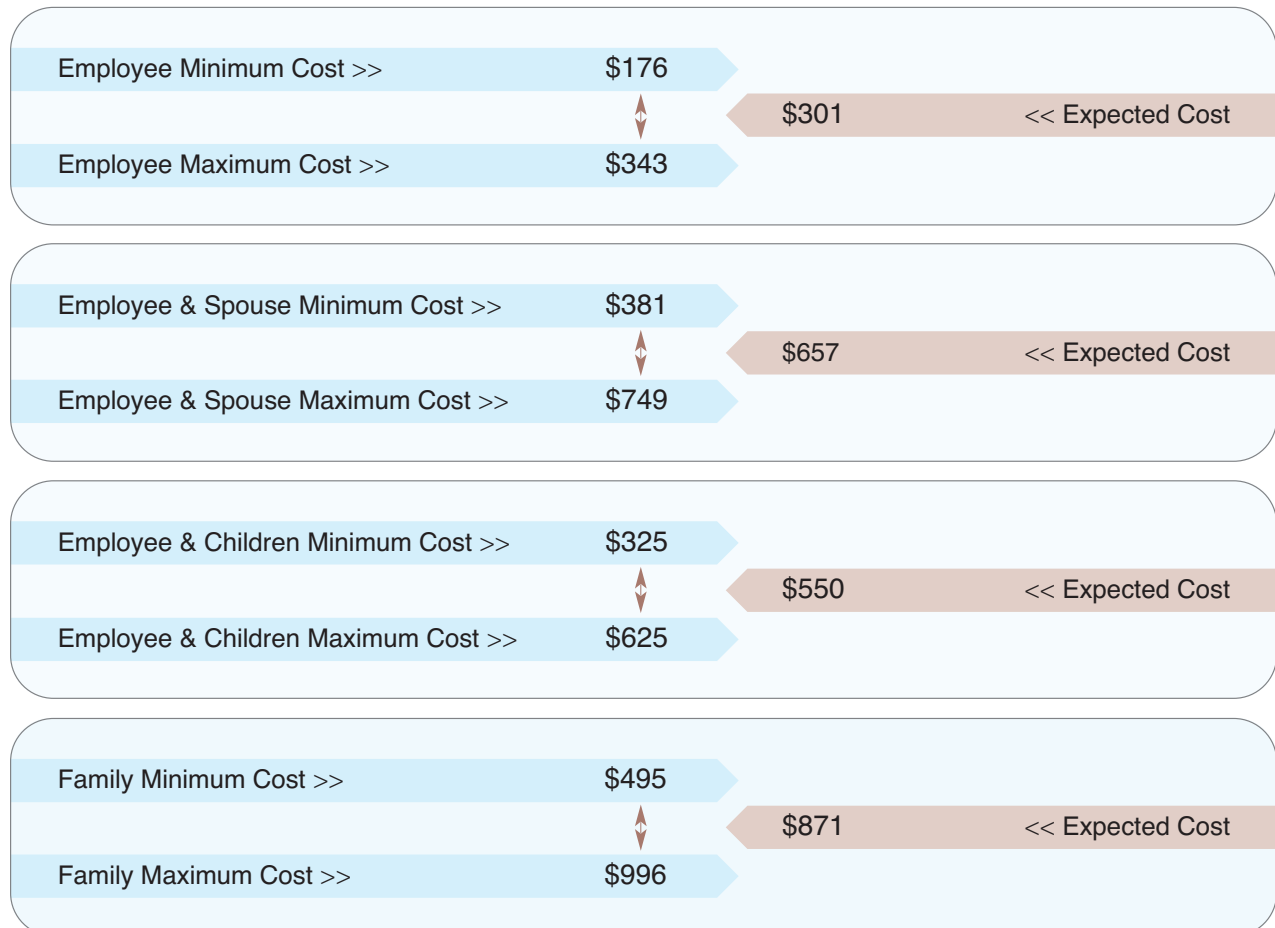 Employee Minimum Cost >> $176
$301 << Expected Cost
Employee Maximum Cost >> $343
Employee & Spouse Minimum Cost >> $381
$657 << Expected Cost
Employee & Spouse Maximum Cost >> $749
Employee & Children Minimum Cost >> $325
$550 << Expected Cost
Employee & Children Maximum Cost >> $625
Family Minimum Cost >> $495
$871 << Expected Cost
Family Maximum Cost >> $996